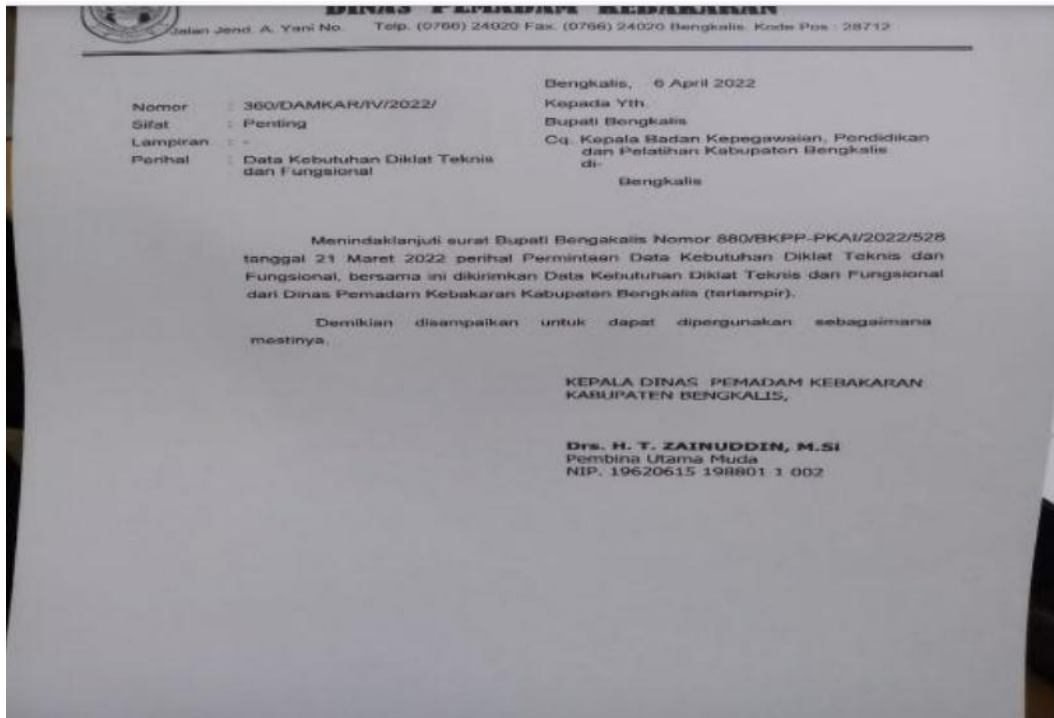 DINAS PEMADAM KEBAKARAN
Jalan Jend. A. Yani No. Telp. (0766) 24020 Fax. (0766) 24020 Bengkalis. Kode Pos : 28712
Bengkalis, 6 April 2022
Nomor : 360/DAMKAR/IV/2022/
Kepada Yth.
Sifat : Penting
Bupati Bengkalis
Lampiran : -
Cq. Kepala Badan Kepegawaian, Pendidikan
dan Pelatihan Kabupaten Bengkalis
Perihal : Data Kebutuhan Diklat Teknis
dan Fungsional
di-
Bengkalis
Menindaklanjuti surat Bupati Bengakalis Nomor 880/BKPP-PKAI/2022/528
tanggal 21 Maret 2022 perihal Permintaan Data Kebutuhan Diklat Teknis dan
Fungsional, bersama ini dikirimkan Data Kebutuhan Diklat Teknis dan Fungsional
dari Dinas Pemadam Kebakaran Kabupaten Bengkalis (terlampir).
Demikian disampaikan untuk dapat dipergunakan sebagaimana
mestinya.
KEPALA DINAS PEMADAM KEBAKARAN
KABUPATEN BENGKALIS,
Drs. H. T. ZAINUDDIN, M.Si
Pembina Utama Muda
NIP. 19620615 198801 1 002